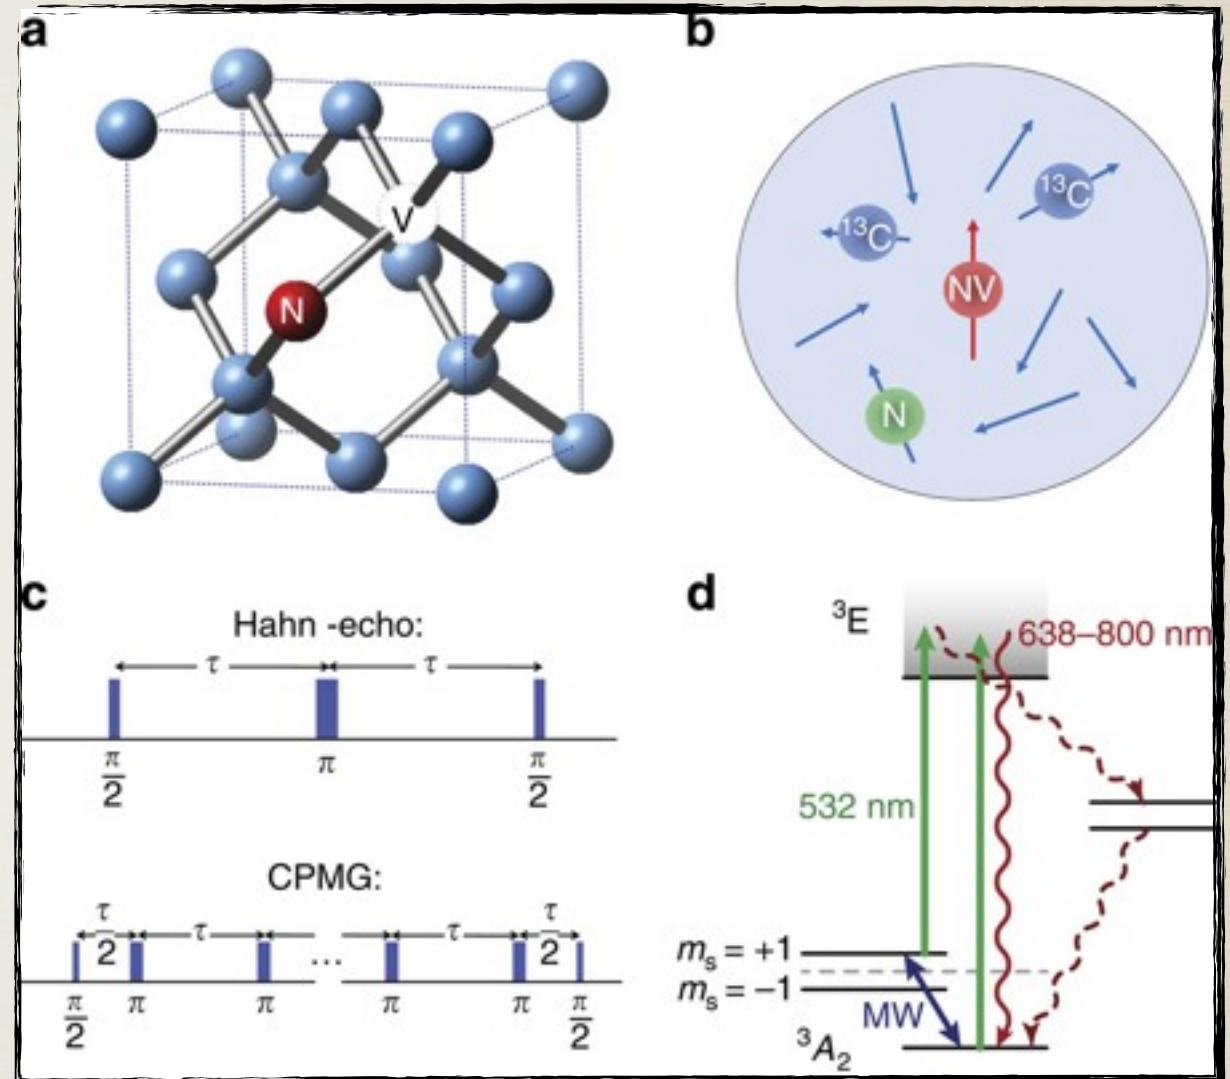 a
V
N
b
13C
13C
NV
N
c
Hahn -echo:
τ τ
π/2 π π/2
CPMG:
τ/2 τ ... τ τ/2
π/2 π π π π π/2
d
³E
638–800 nm
532 nm
mₛ = +1
mₛ = −1
MW
³A₂